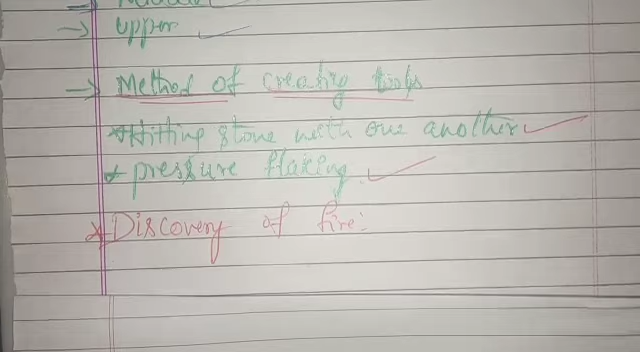 → Upper
→ Method of creating tools
* Hitting stone with one another
* pressure flaking.
* Discovery of fire: